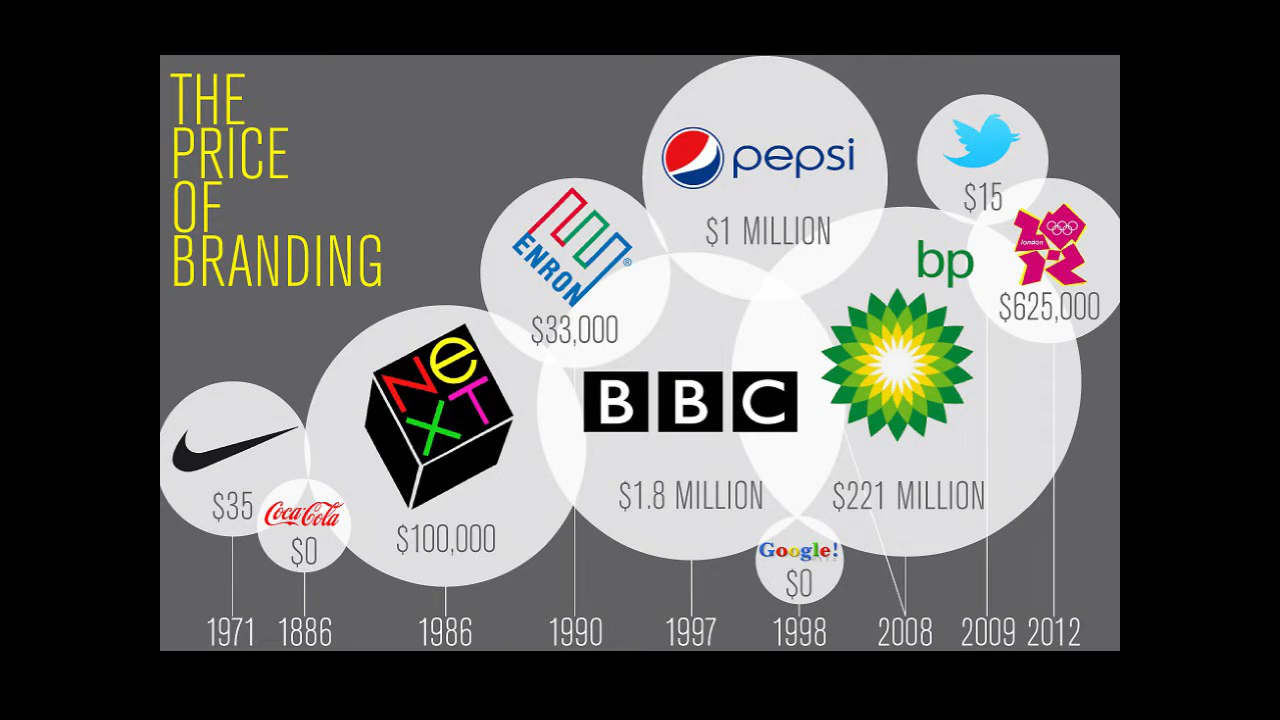 THE
PRICE
OF
BRANDING
pepsi
$1 MILLION
$15
ENRON®
$33,000
bp
london
$625,000
NeXT
$100,000
BBC
$1.8 MILLION
$221 MILLION
$35
Coca-Cola
$0
Google!
$0
1971 1886 1986 1990 1997 1998 2008 2009 2012